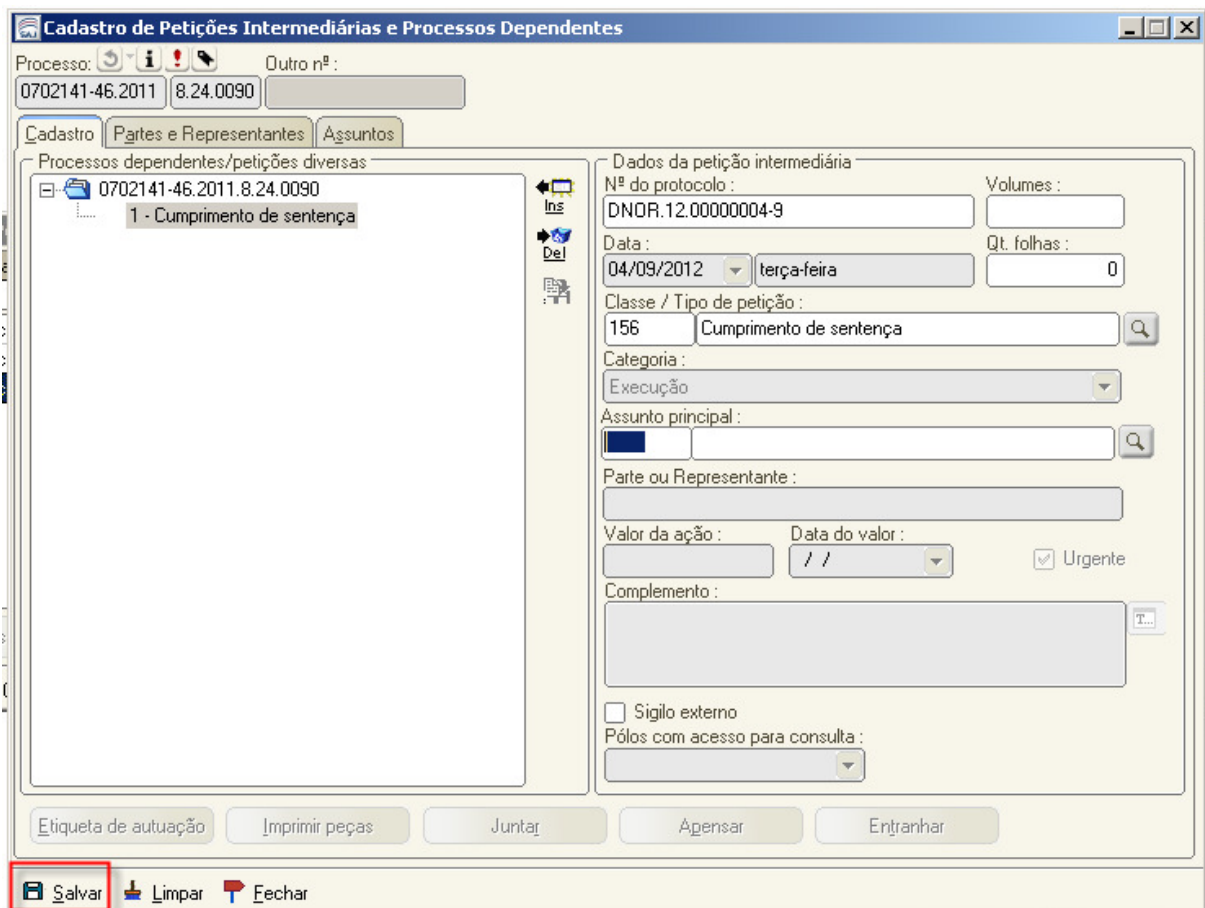 Cadastro de Petições Intermediárias e Processos Dependentes
Processo: Outro nº :
0702141-46.2011 8.24.0090
Cadastro Partes e Representantes Assuntos
Processos dependentes/petições diversas
0702141-46.2011.8.24.0090
1 - Cumprimento de sentença
Ins
Del
Dados da petição intermediária
Nº do protocolo : Volumes :
DNOR.12.00000004-9
Data : Qt. folhas :
04/09/2012 terça-feira 0
Classe / Tipo de petição :
156 Cumprimento de sentença
Categoria :
Execução
Assunto principal :
Parte ou Representante :
Valor da ação : Data do valor :
/ / Urgente
Complemento :
T...
Sigilo externo
Pólos com acesso para consulta :
Etiqueta de autuação Imprimir peças Juntar Apensar Entranhar
Salvar Limpar Fechar